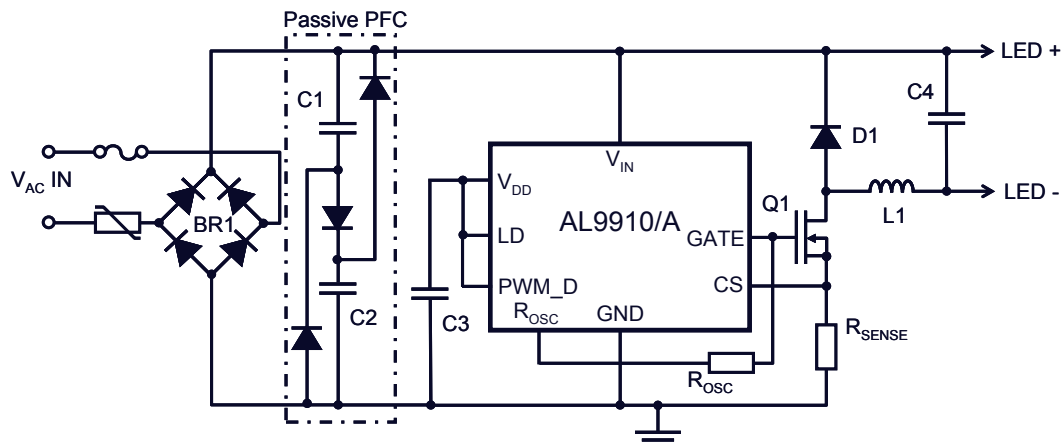 Passive PFC
LED +
C1
C4
D1
V_AC IN
V_IN
V_DD
Q1
LED -
BR1
AL9910/A
L1
LD
GATE
PWM_D
CS
C2
C3
R_OSC
GND
R_SENSE
R_OSC